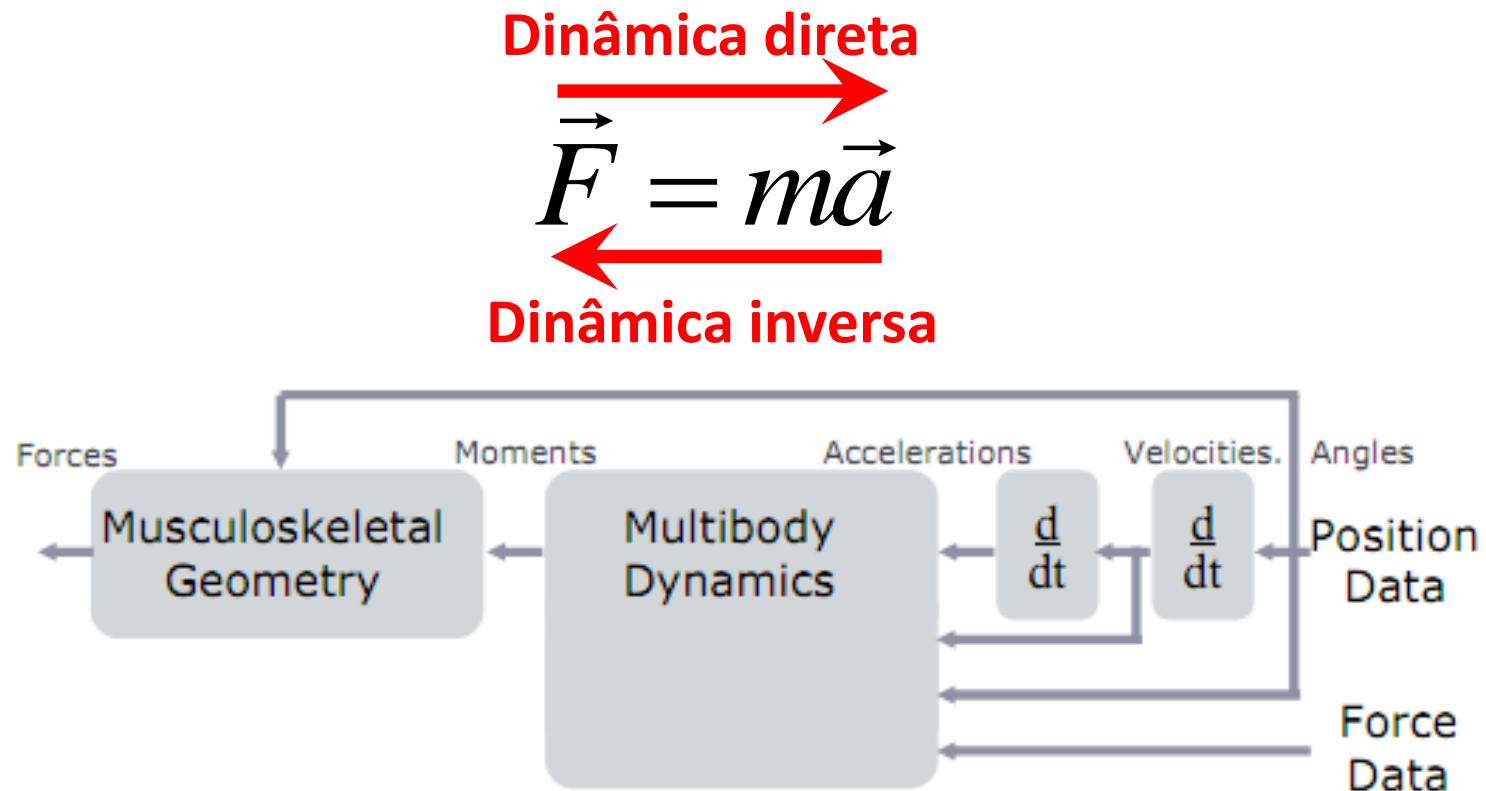 Dinâmica direta
F = ma
Dinâmica inversa
Forces
Moments
Accelerations
Velocities.
Angles
Musculoskeletal
Geometry
Multibody
Dynamics
d
dt
d
dt
Position
Data
Force
Data